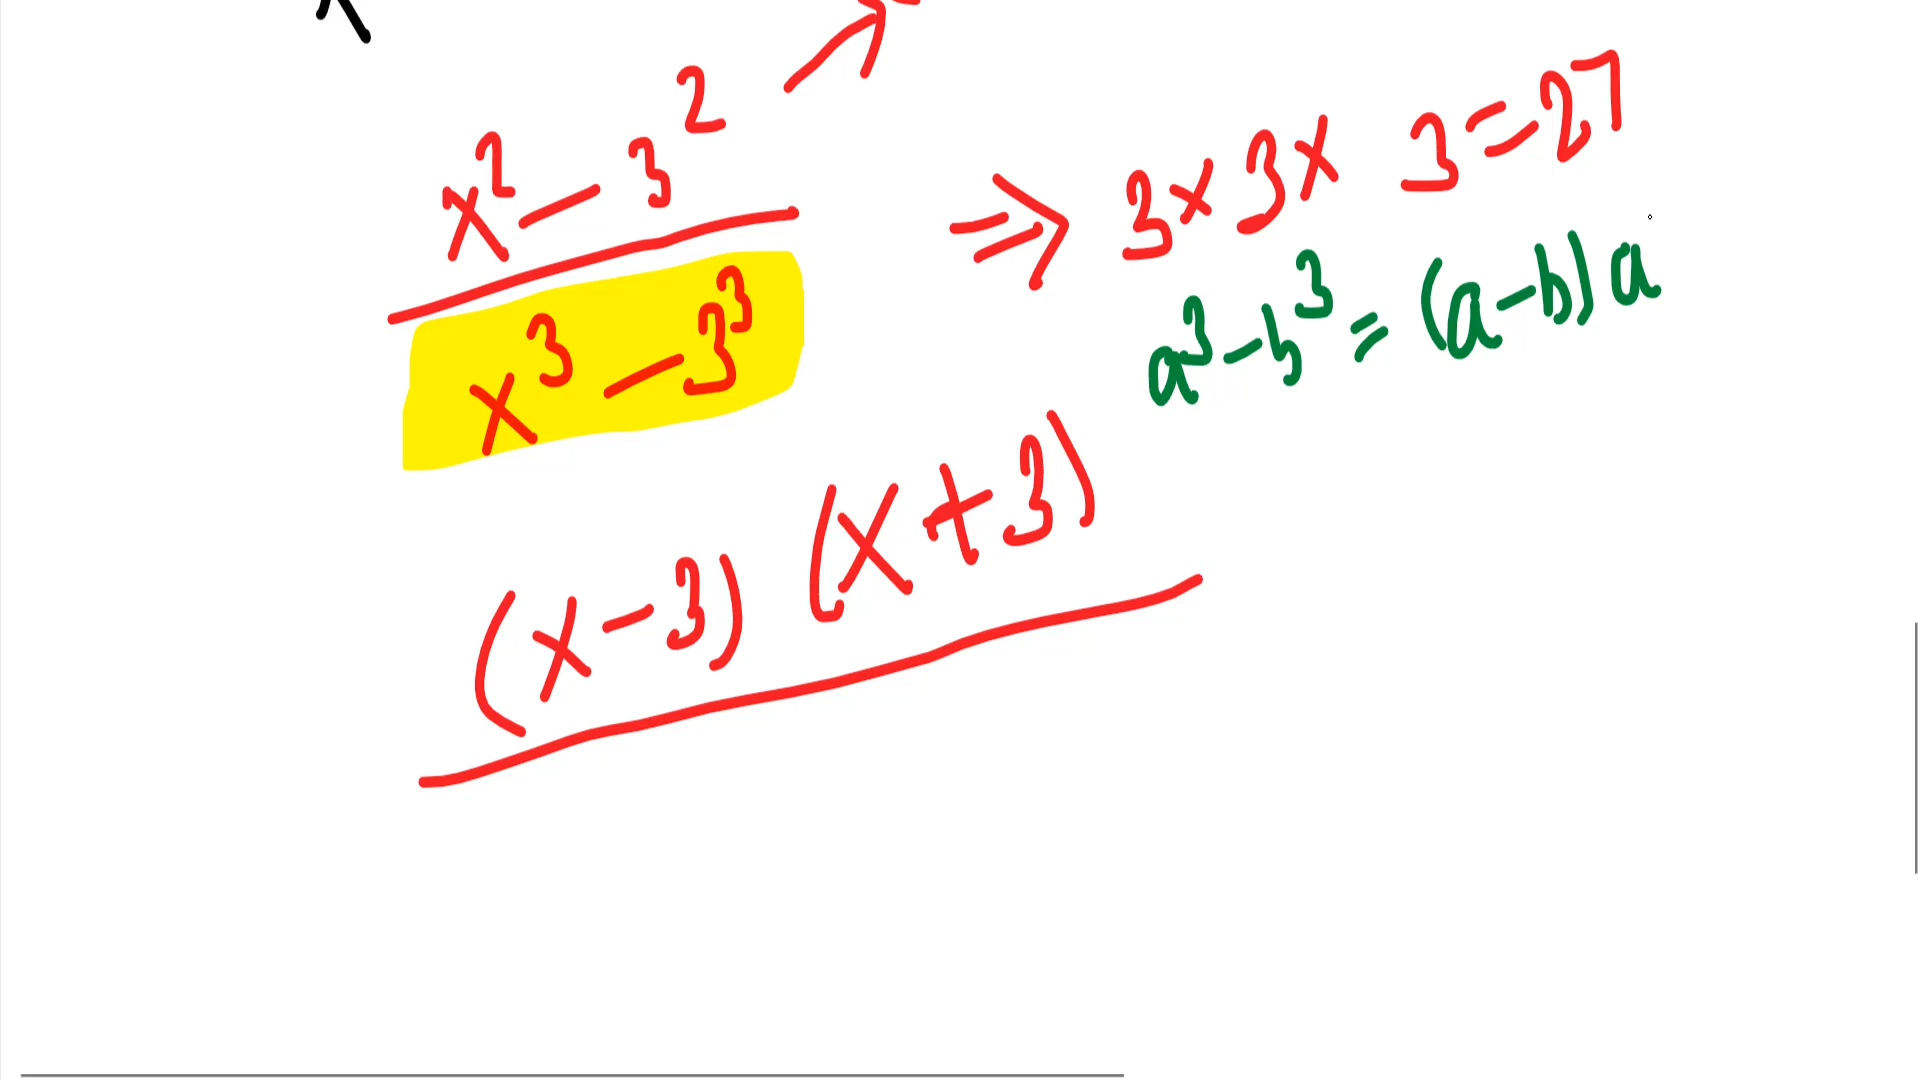 x² - 3²
x³ - 3³
⇒ 3 x 3 x 3 = 27
a³ - b³ = (a - b) a
(x - 3) (x + 3)